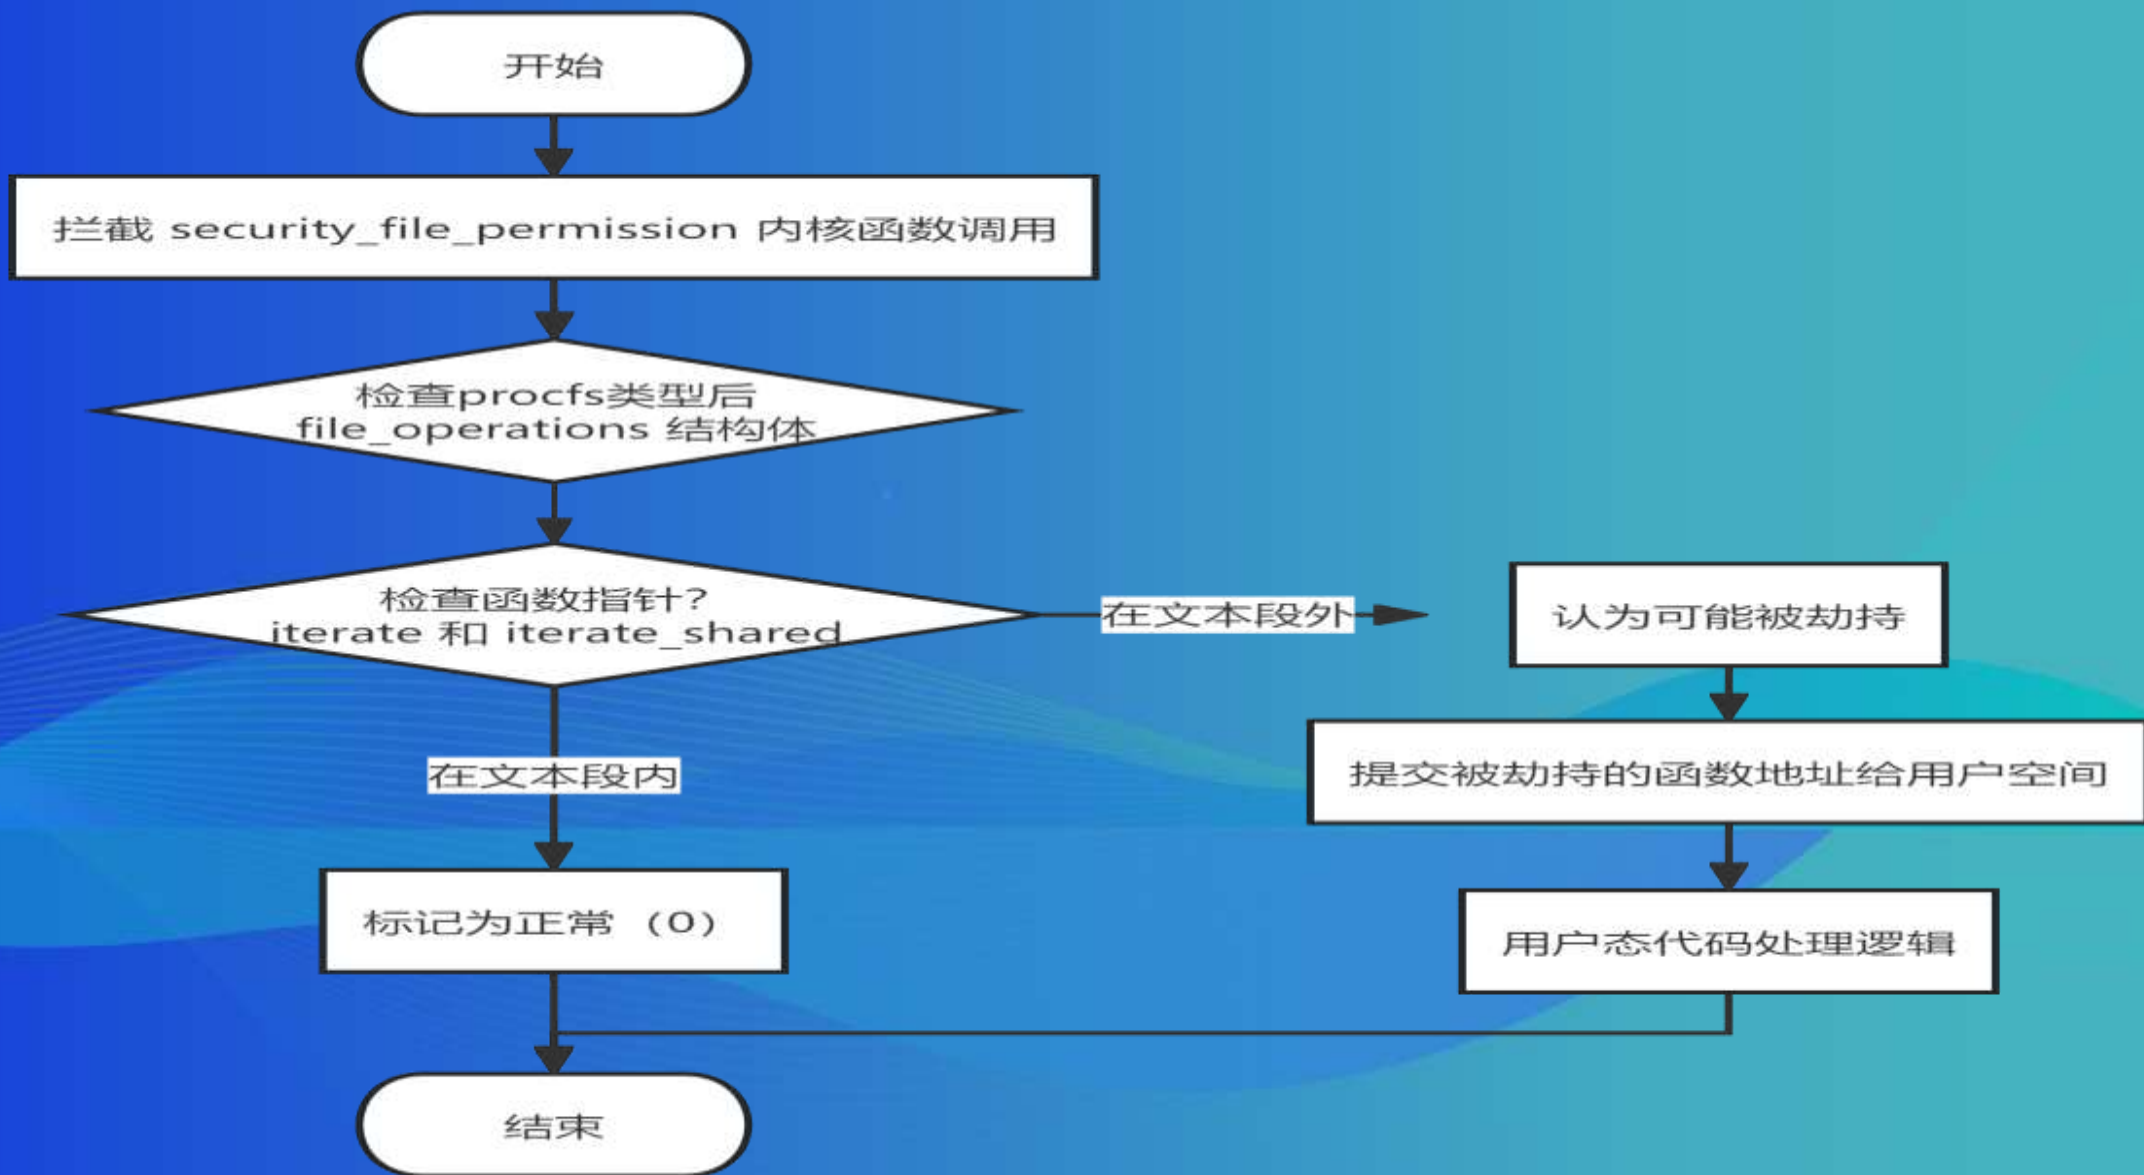 开始
拦截 security_file_permission 内核函数调用
检查procfs类型后
file_operations 结构体
检查函数指针?
iterate 和 iterate_shared
在文本段外
认为可能被劫持
提交被劫持的函数地址给用户空间
在文本段内
标记为正常（0）
用户态代码处理逻辑
结束